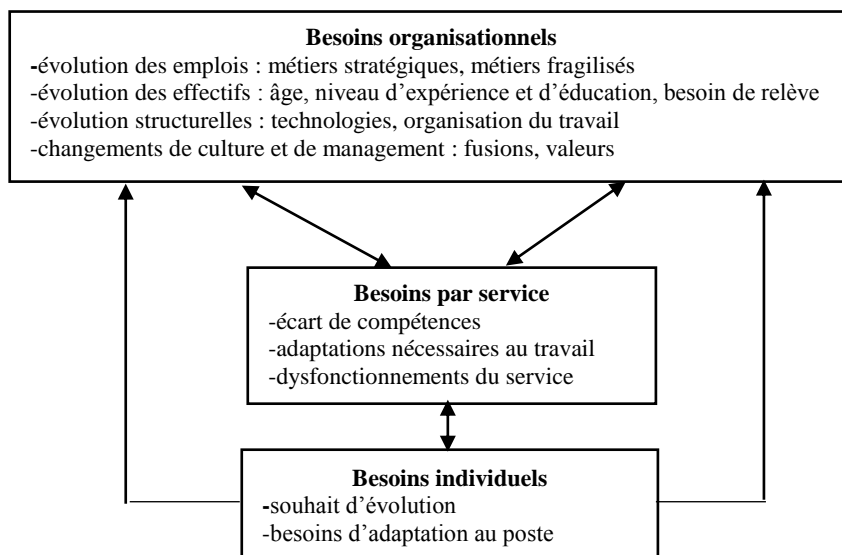 Besoins organisationnels
-évolution des emplois : métiers stratégiques, métiers fragilisés
-évolution des effectifs : âge, niveau d’expérience et d’éducation, besoin de relève
-évolution structurelles : technologies, organisation du travail
-changements de culture et de management : fusions, valeurs
Besoins par service
-écart de compétences
-adaptations nécessaires au travail
-dysfonctionnements du service
Besoins individuels
-souhait d’évolution
-besoins d’adaptation au poste